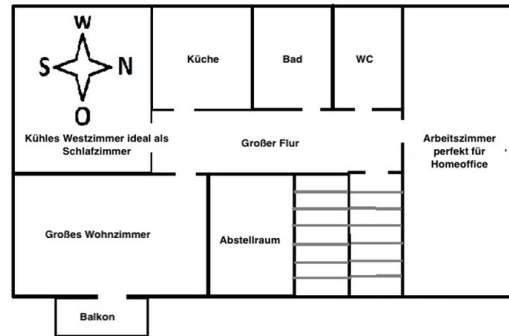 W
S N
O
Küche
Bad
WC
Kühles Westzimmer ideal als
Schlafzimmer
Großer Flur
Arbeitszimmer
perfekt für
Homeoffice
Großes Wohnzimmer
Abstellraum
Balkon